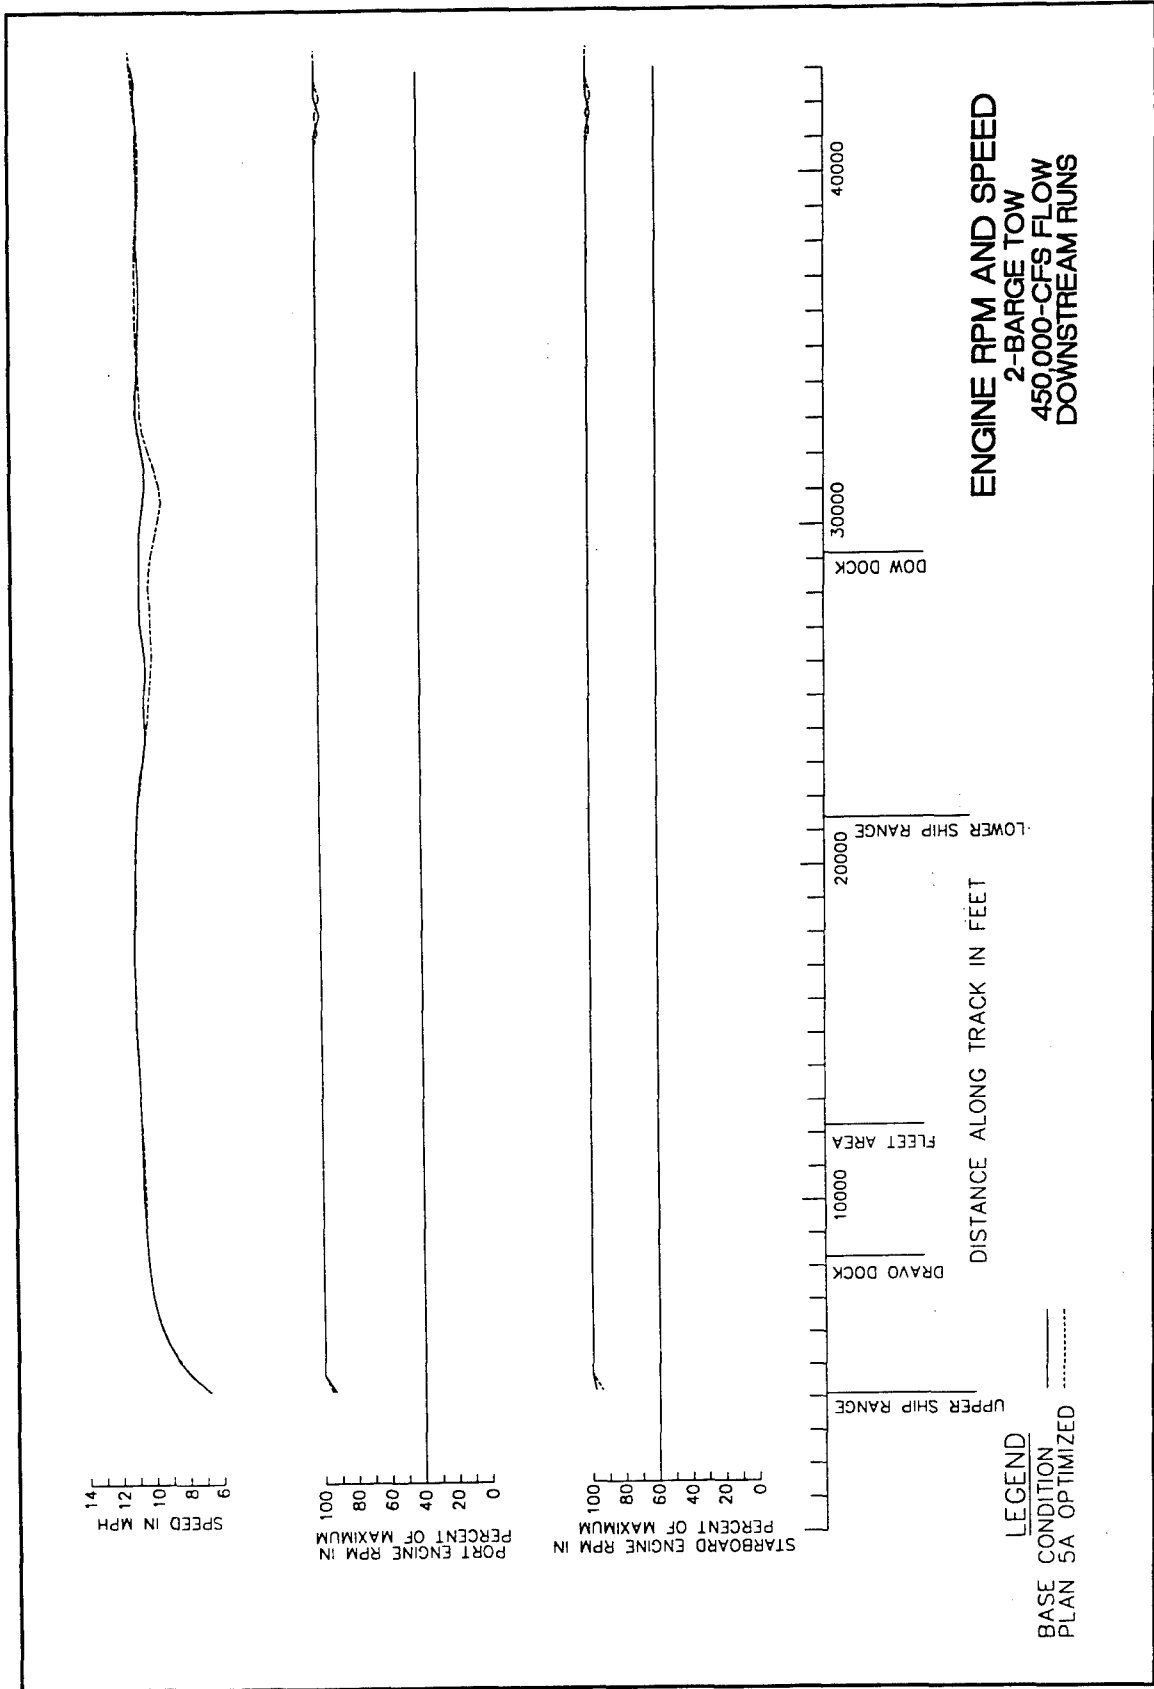 14
12
10
8
6
SPEED IN MPH
100
80
60
40
20
0
PORT ENGINE RPM IN
PERCENT OF MAXIMUM
100
80
60
40
20
0
STARBOARD ENGINE RPM IN
PERCENT OF MAXIMUM
10000
20000
30000
40000
UPPER SHIP RANGE
DRAVO DOCK
FLEET AREA
LOWER SHIP RANGE
DOW DOCK
DISTANCE ALONG TRACK IN FEET
LEGEND
BASE CONDITION
PLAN 5A OPTIMIZED
ENGINE RPM AND SPEED
2-BARGE TOW
450,000-CFS FLOW
DOWNSTREAM RUNS